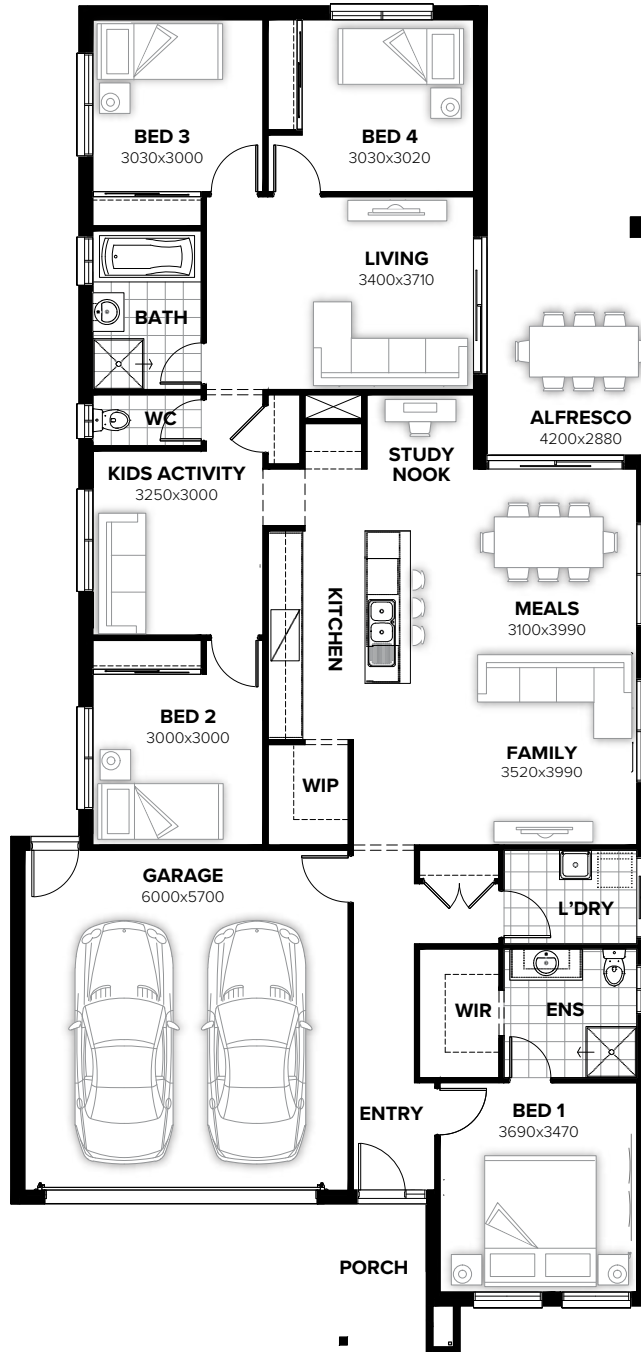 BED 3
3030x3000
BED 4
3030x3020
LIVING
3400x3710
BATH
ALFRESCO
4200x2880
WC
STUDY
NOOK
KIDS ACTIVITY
3250x3000
KITCHEN
MEALS
3100x3990
BED 2
3000x3000
FAMILY
3520x3990
WIP
GARAGE
6000x5700
L'DRY
WIR
ENS
ENTRY
BED 1
3690x3470
PORCH